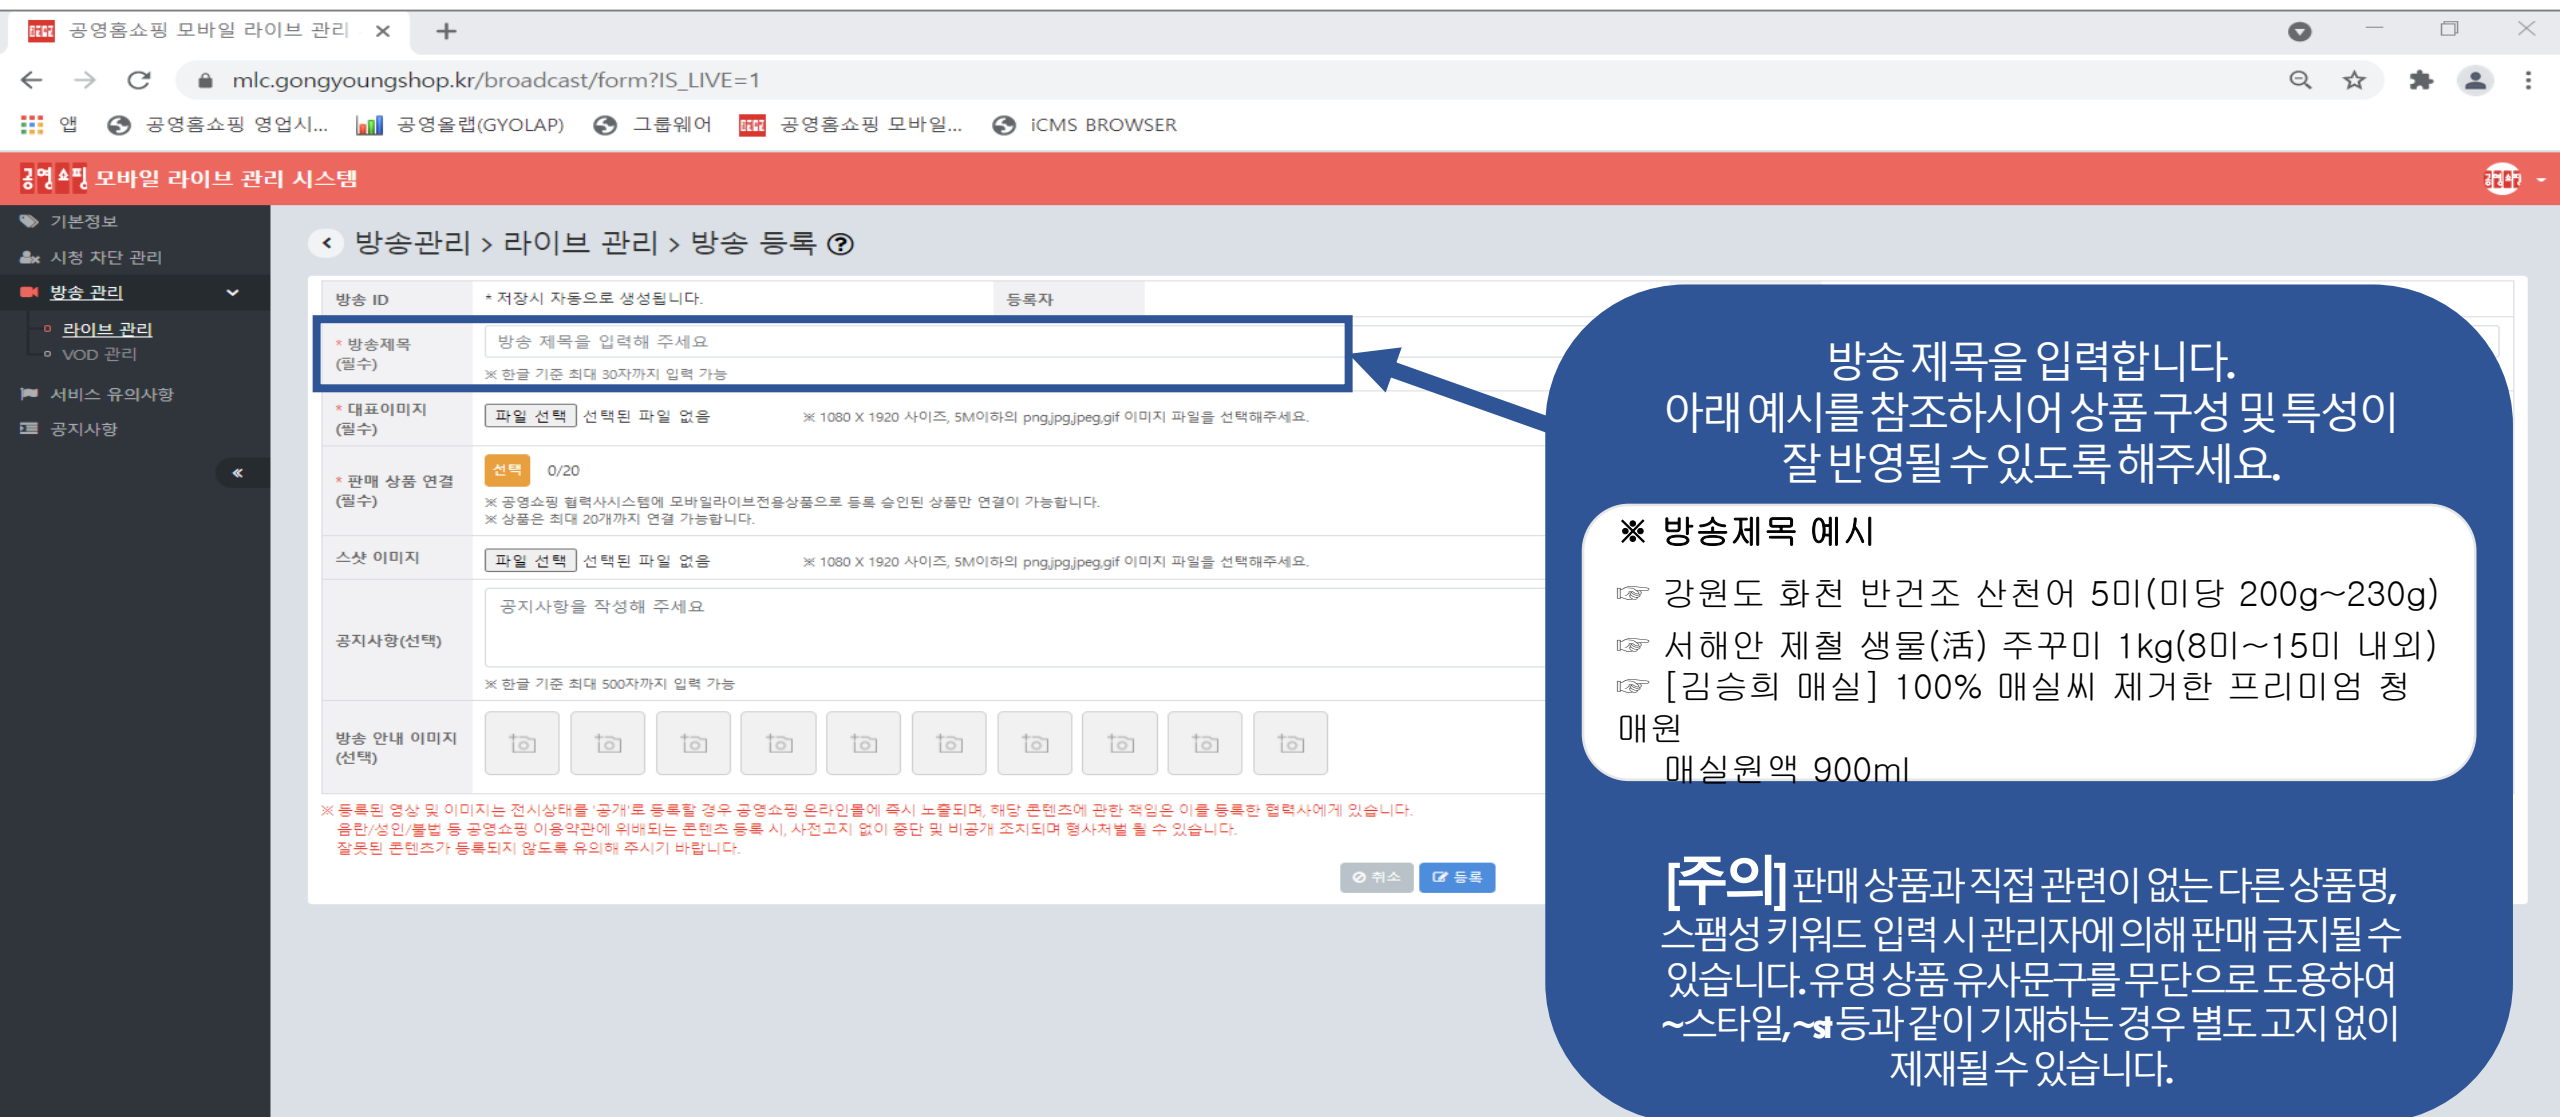 공영홈쇼핑 모바일 라이브 관리
mlc.gongyoungshop.kr/broadcast/form?IS_LIVE=1
앱 공영홈쇼핑 영업시... 공영올랩(GYOLAP) 그룹웨어 공영홈쇼핑 모바일... iCMS BROWSER
공영쇼핑 모바일 라이브 관리 시스템
공영쇼핑
기본정보
시청 차단 관리
방송 관리
라이브 관리
VOD 관리
서비스 유의사항
공지사항
방송관리 > 라이브 관리 > 방송 등록
방송 ID * 저장시 자동으로 생성됩니다. 등록자
* 방송제목
(필수)
방송 제목을 입력해 주세요
※ 한글 기준 최대 30자까지 입력 가능
* 대표이미지
(필수)
파일 선택 선택된 파일 없음 ※ 1080 X 1920 사이즈, 5M이하의 png,jpg,jpeg,gif 이미지 파일을 선택해주세요.
* 판매 상품 연결
(필수)
선택 0/20
※ 공영쇼핑 협력사시스템에 모바일라이브전용상품으로 등록 승인된 상품만 연결이 가능합니다.
※ 상품은 최대 20개까지 연결 가능합니다.
스샷 이미지 파일 선택 선택된 파일 없음 ※ 1080 X 1920 사이즈, 5M이하의 png,jpg,jpeg,gif 이미지 파일을 선택해주세요.
공지사항(선택)
공지사항을 작성해 주세요
※ 한글 기준 최대 500자까지 입력 가능
방송 안내 이미지
(선택)
※ 등록된 영상 및 이미지는 전시상태를 '공개'로 등록할 경우 공영쇼핑 온라인몰에 즉시 노출되며, 해당 콘텐츠에 관한 책임은 이를 등록한 협력사에게 있습니다.
음란/성인/불법 등 공영쇼핑 이용약관에 위배되는 콘텐츠 등록 시, 사전고지 없이 중단 및 비공개 조치되며 형사처벌 될 수 있습니다.
잘못된 콘텐츠가 등록되지 않도록 유의해 주시기 바랍니다.
취소 등록
방송 제목을 입력합니다.
아래 예시를 참조하시어 상품 구성 및 특성이
잘 반영될 수 있도록 해주세요.
※ 방송제목 예시
☞ 강원도 화천 반건조 산천어 5미(미당 200g~230g)
☞ 서해안 제철 생물(活) 주꾸미 1kg(8미~15미 내외)
☞ [김승희 매실] 100% 매실씨 제거한 프리미엄 청
매원
매실원액 900ml
[주의] 판매 상품과 직접 관련이 없는 다른 상품명,
스팸성 키워드 입력 시 관리자에 의해 판매 금지될 수
있습니다. 유명 상품 유사문구를 무단으로 도용하여
~스타일, ~st 등과 같이 기재하는 경우 별도 고지 없이
제재될 수 있습니다.